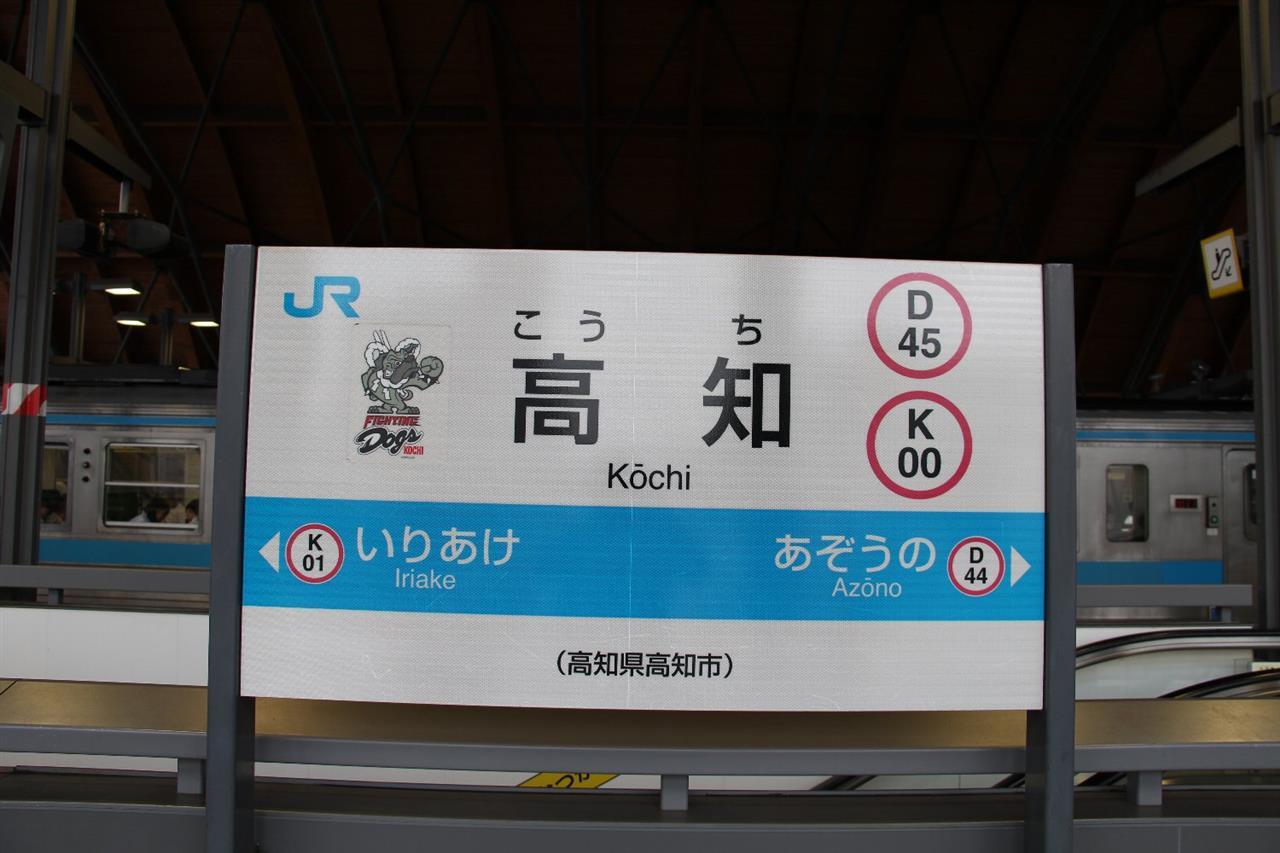 JR
こう ち
高 知
Kōchi
D
45
K
00
FIGHTING
Dogs
KOCHI
K
01
いりあけ
Iriake
あぞうの
Azōno
D
44
(高知県高知市)